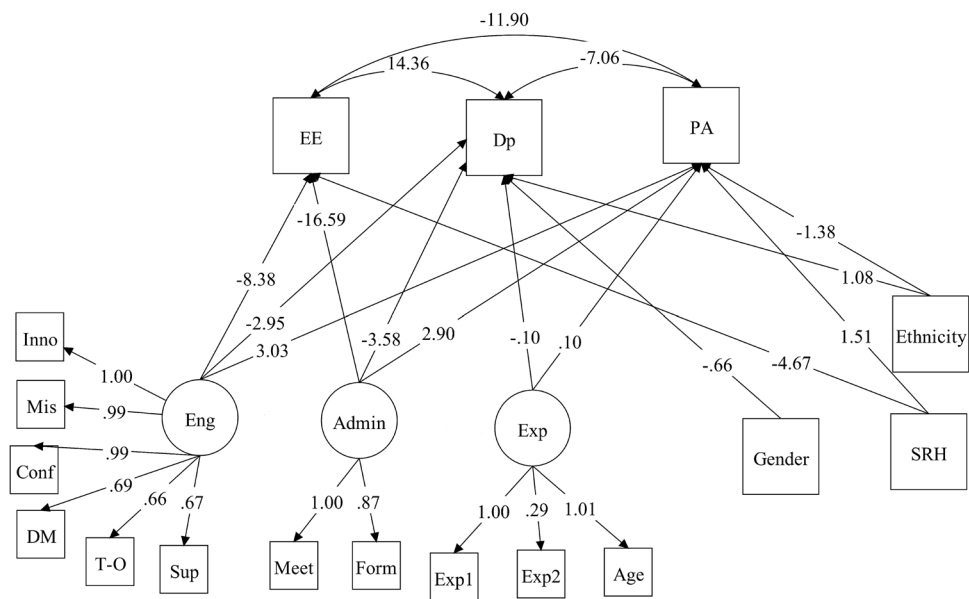 -11.90
14.36
-7.06
EE
Dp
PA
-16.59
-1.38
-8.38
1.08
-2.95
-3.58
2.90
-.10
.10
1.51
3.03
-.66
-4.67
Ethnicity
Inno
1.00
Mis
.99
Eng
Admin
Exp
Gender
SRH
Conf
.99
.69
.66
.67
1.00
.87
1.00
.29
1.01
DM
T-O
Sup
Meet
Form
Exp1
Exp2
Age